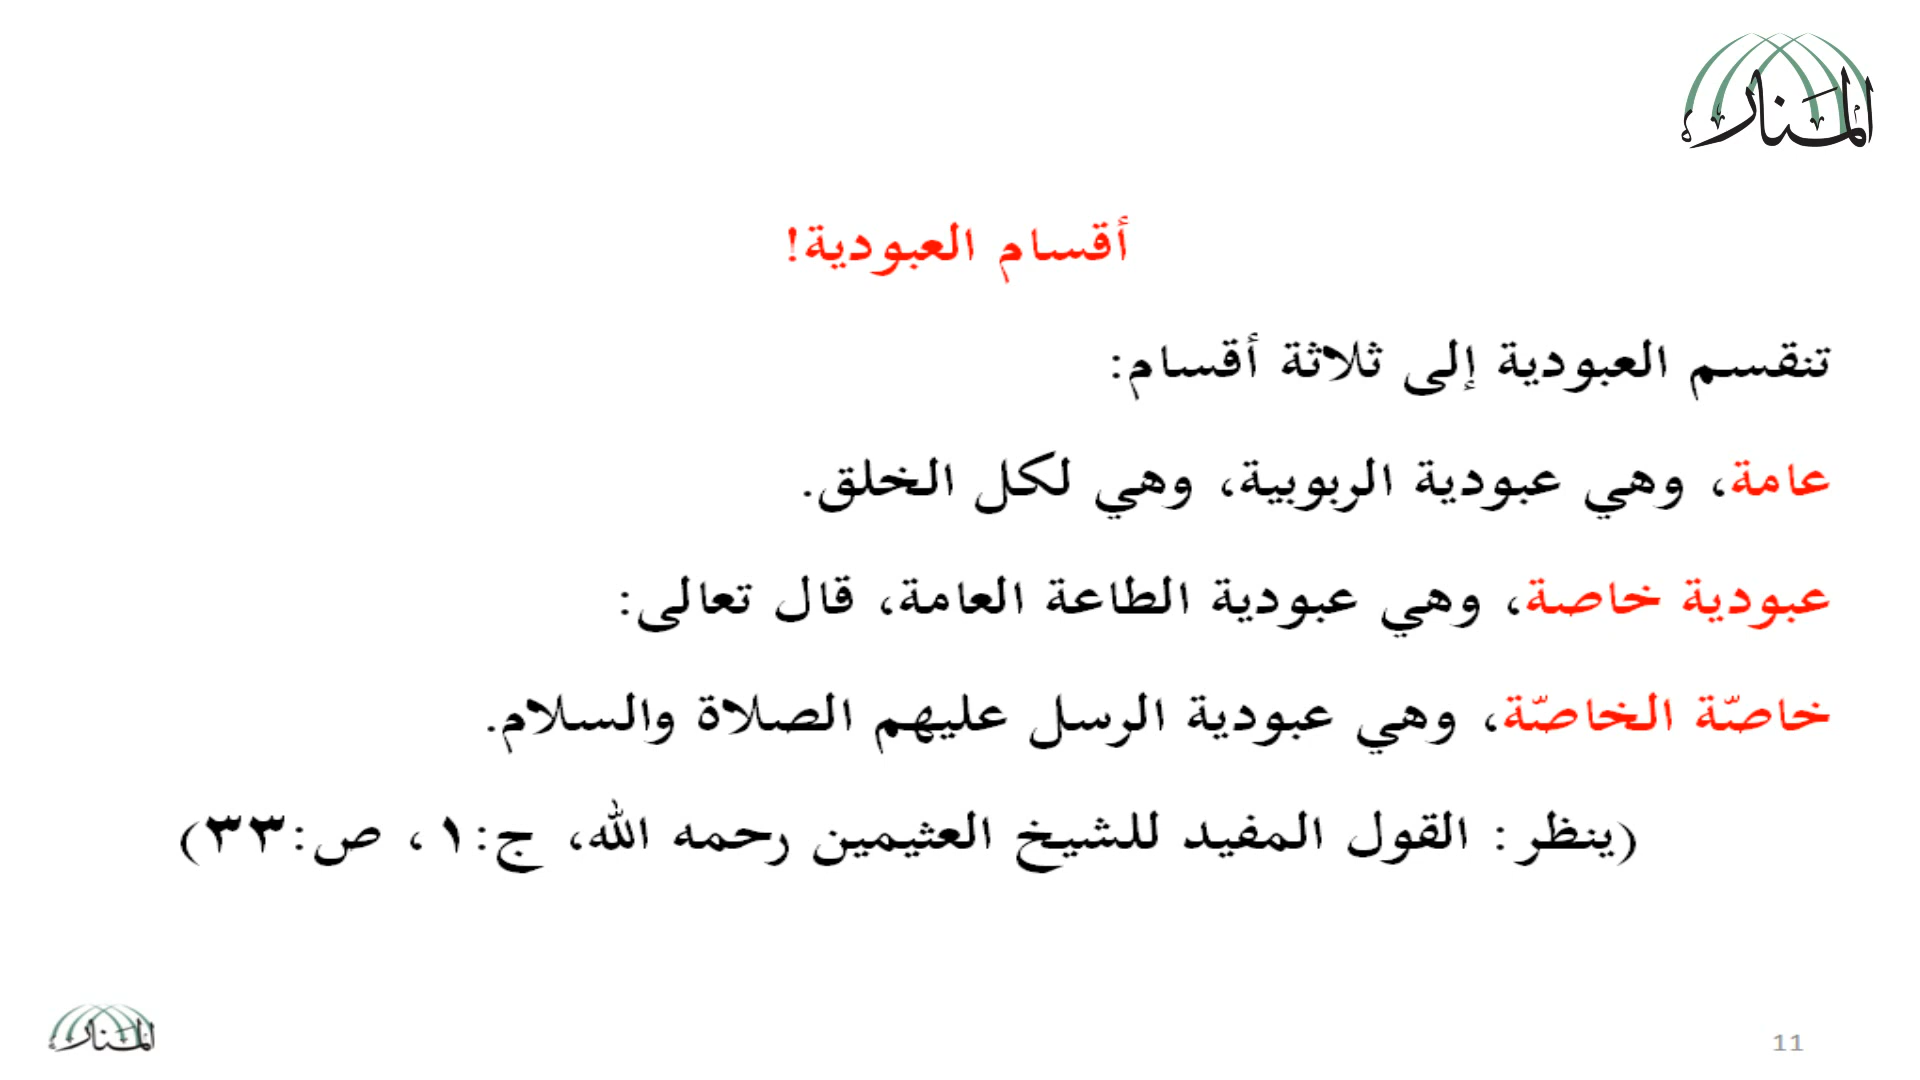 المنار
أقسام العبودية!
تنقسم العبودية إلى ثلاثة أقسام:
عامة، وهي عبودية الربوبية، وهي لكل الخلق.
عبودية خاصة، وهي عبودية الطاعة العامة، قال تعالى:
خاصّة الخاصّة، وهي عبودية الرسل عليهم الصلاة والسلام.
(ينظر: القول المفيد للشيخ العثيمين رحمه الله، ج:١، ص:٣٣)
المنار
11